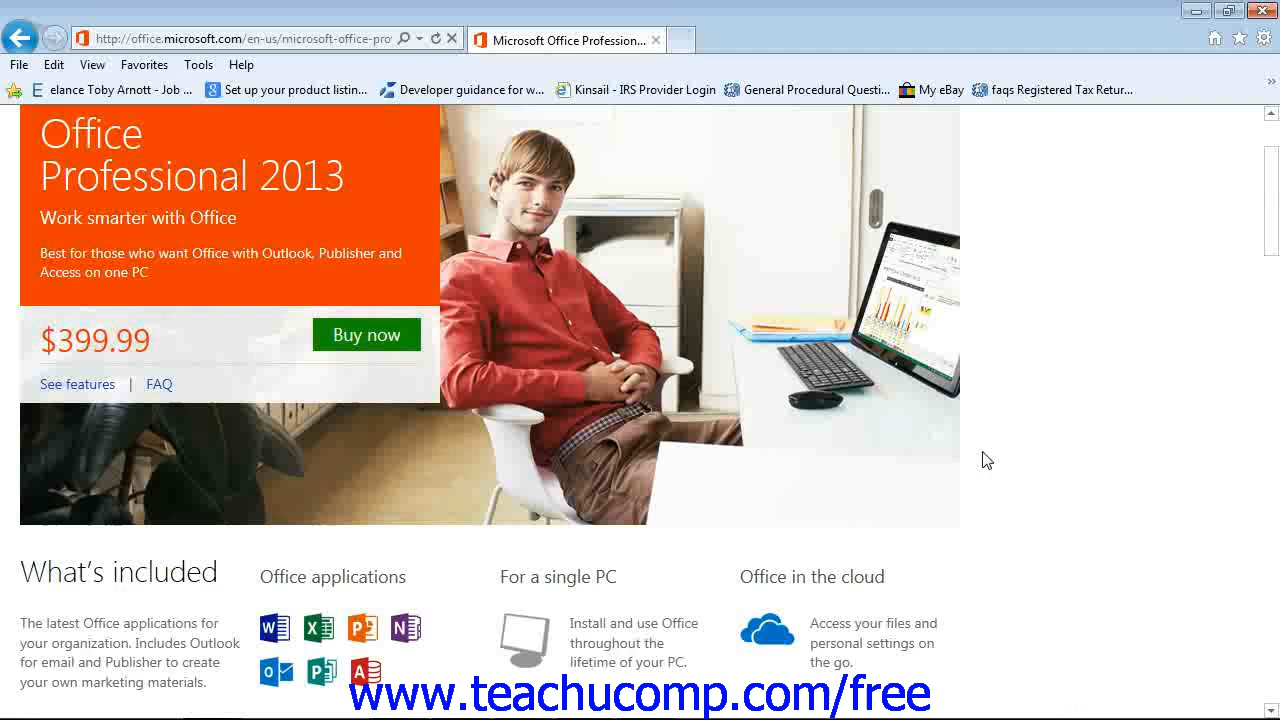 http://office.microsoft.com/en-us/microsoft-office-pro
Microsoft Office Profession...
File Edit View Favorites Tools Help
elance Toby Arnott - Job ... Set up your product listin... Developer guidance for w... Kinsail - IRS Provider Login General Procedural Questi... My eBay faqs Registered Tax Retur...
Office
Professional 2013
Work smarter with Office
Best for those who want Office with Outlook, Publisher and
Access on one PC
$399.99
Buy now
See features | FAQ
What's included
The latest Office applications for
your organization. Includes Outlook
for email and Publisher to create
your own marketing materials.
Office applications
For a single PC
Install and use Office
throughout the
lifetime of your PC.
Office in the cloud
Access your files and
personal settings on
the go.
www.teachucomp.com/free